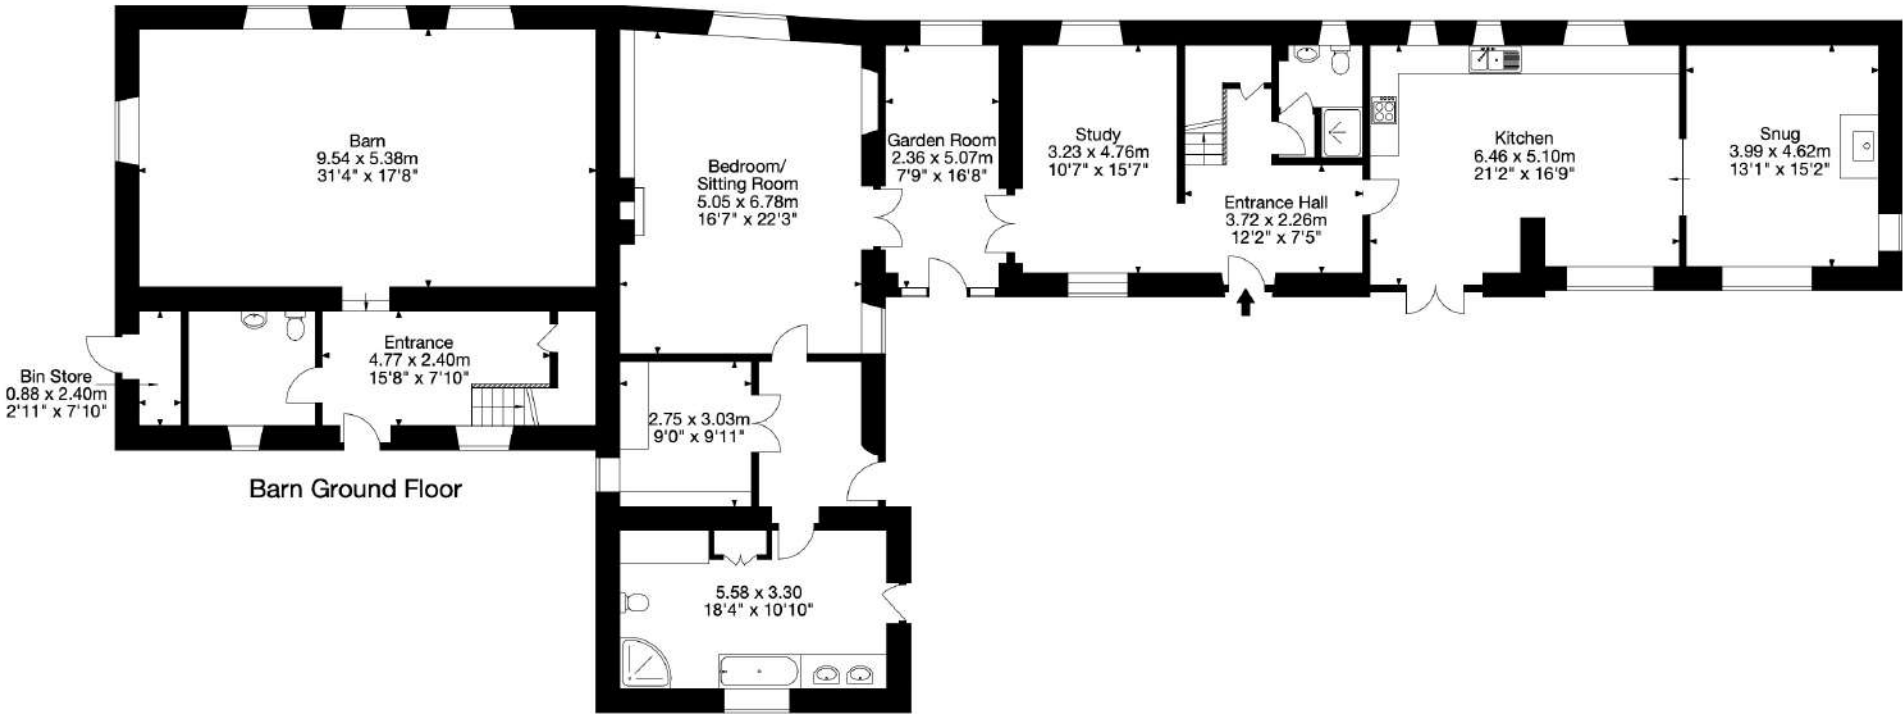 Barn
9.54 x 5.38m
31'4" x 17'8"
Bedroom/
Sitting Room
5.05 x 6.78m
16'7" x 22'3"
Garden Room
2.36 x 5.07m
7'9" x 16'8"
Study
3.23 x 4.76m
10'7" x 15'7"
Entrance Hall
3.72 x 2.26m
12'2" x 7'5"
Kitchen
6.46 x 5.10m
21'2" x 16'9"
Snug
3.99 x 4.62m
13'1" x 15'2"
Bin Store
0.88 x 2.40m
2'11" x 7'10"
Entrance
4.77 x 2.40m
15'8" x 7'10"
2.75 x 3.03m
9'0" x 9'11"
Barn Ground Floor
5.58 x 3.30
18'4" x 10'10"